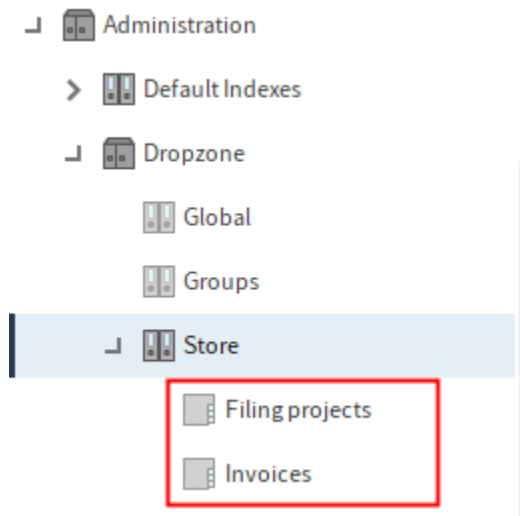 Administration
Default Indexes
Dropzone
Global
Groups
Store
Filing projects
Invoices